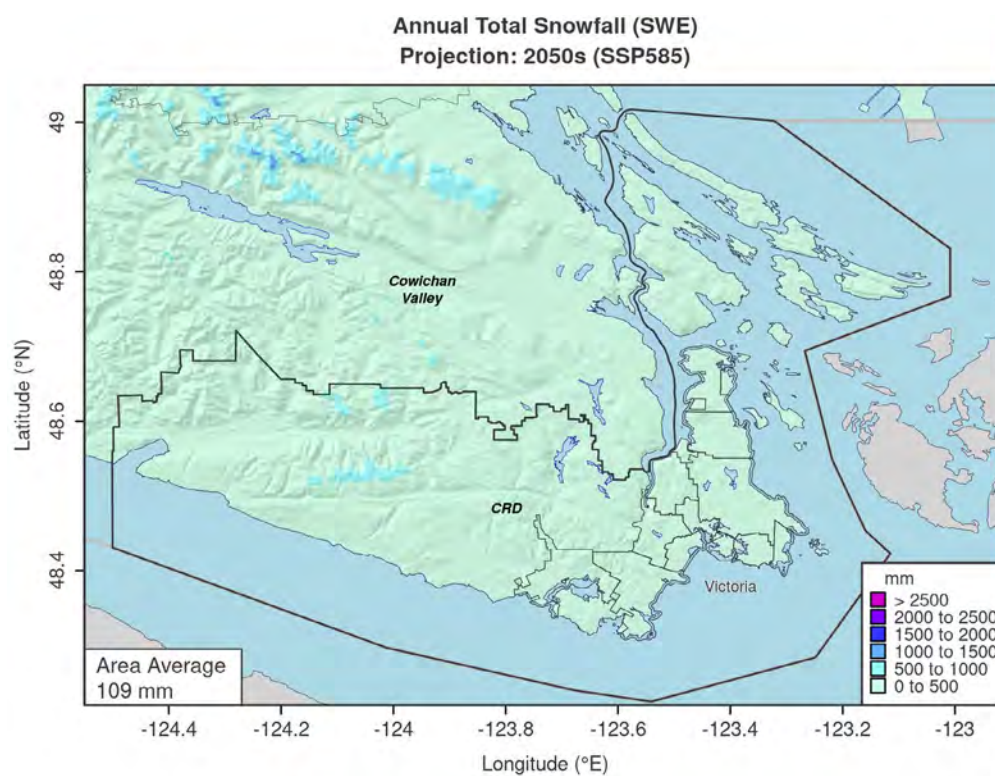 Annual Total Snowfall (SWE)
Projection: 2050s (SSP585)
Latitude (°N)
49
48.8
48.6
48.4
Cowichan
Valley
CRD
Victoria
mm
> 2500
2000 to 2500
1500 to 2000
1000 to 1500
500 to 1000
0 to 500
Area Average
109 mm
-124.4
-124.2
-124
-123.8
-123.6
-123.4
-123.2
-123
Longitude (°E)